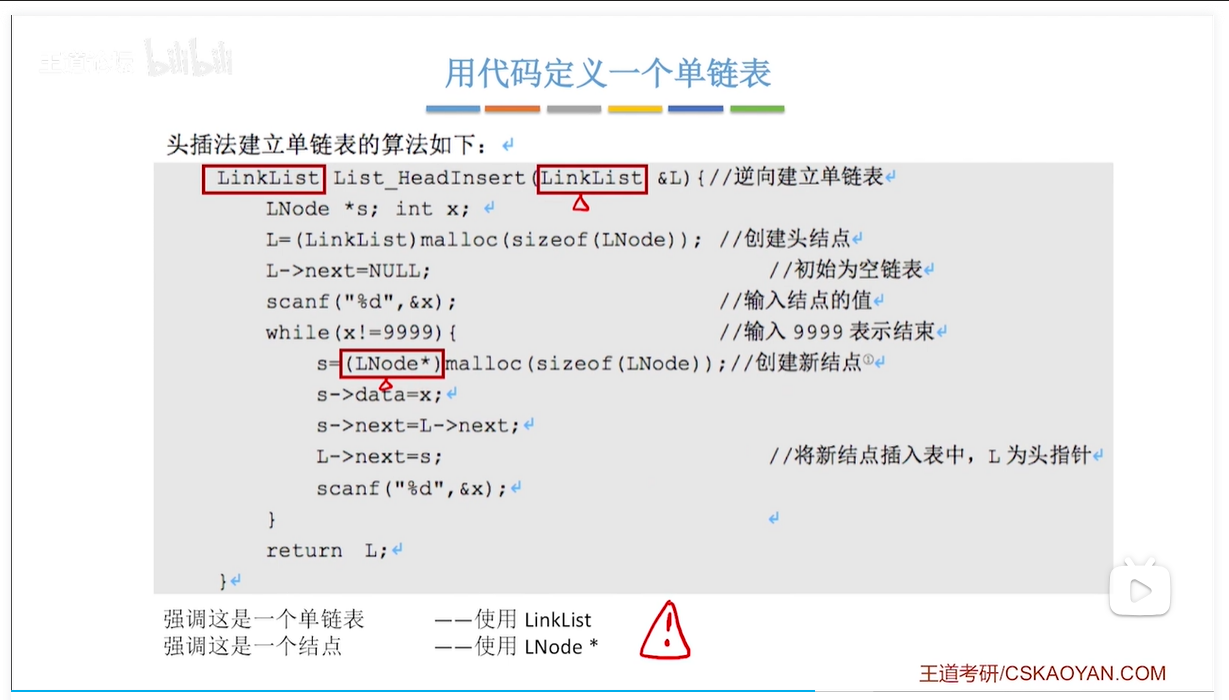 bilibili
用代码定义一个单链表
头插法建立单链表的算法如下：
LinkList List_HeadInsert(LinkList &L){//逆向建立单链表
LNode *s; int x;
L=(LinkList)malloc(sizeof(LNode)); //创建头结点
L->next=NULL; //初始为空链表
scanf("%d",&x); //输入结点的值
while(x!=9999){ //输入 9999 表示结束
s=(LNode*)malloc(sizeof(LNode));//创建新结点①
s->data=x;
s->next=L->next;
L->next=s; //将新结点插入表中，L 为头指针
scanf("%d",&x);
}
return L;
}
强调这是一个单链表 ——使用 LinkList
强调这是一个结点 ——使用 LNode *
!
王道考研/CSKAOYAN.COM